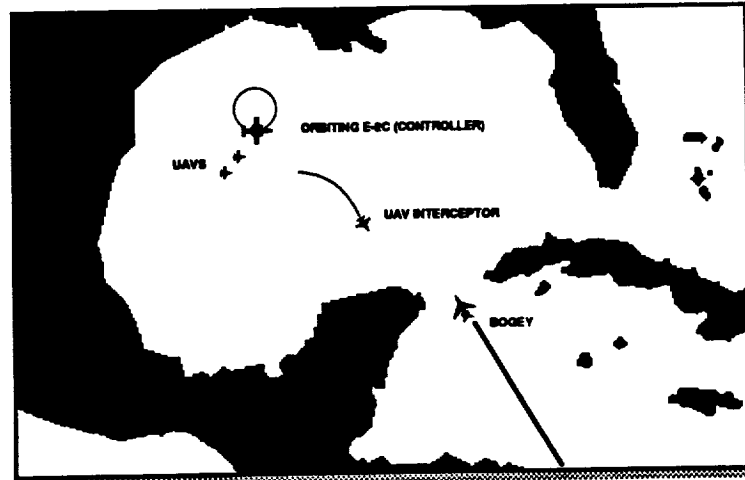 ORBITING E-2C (CONTROLLER)
UAVS
UAV INTERCEPTOR
BOGEY